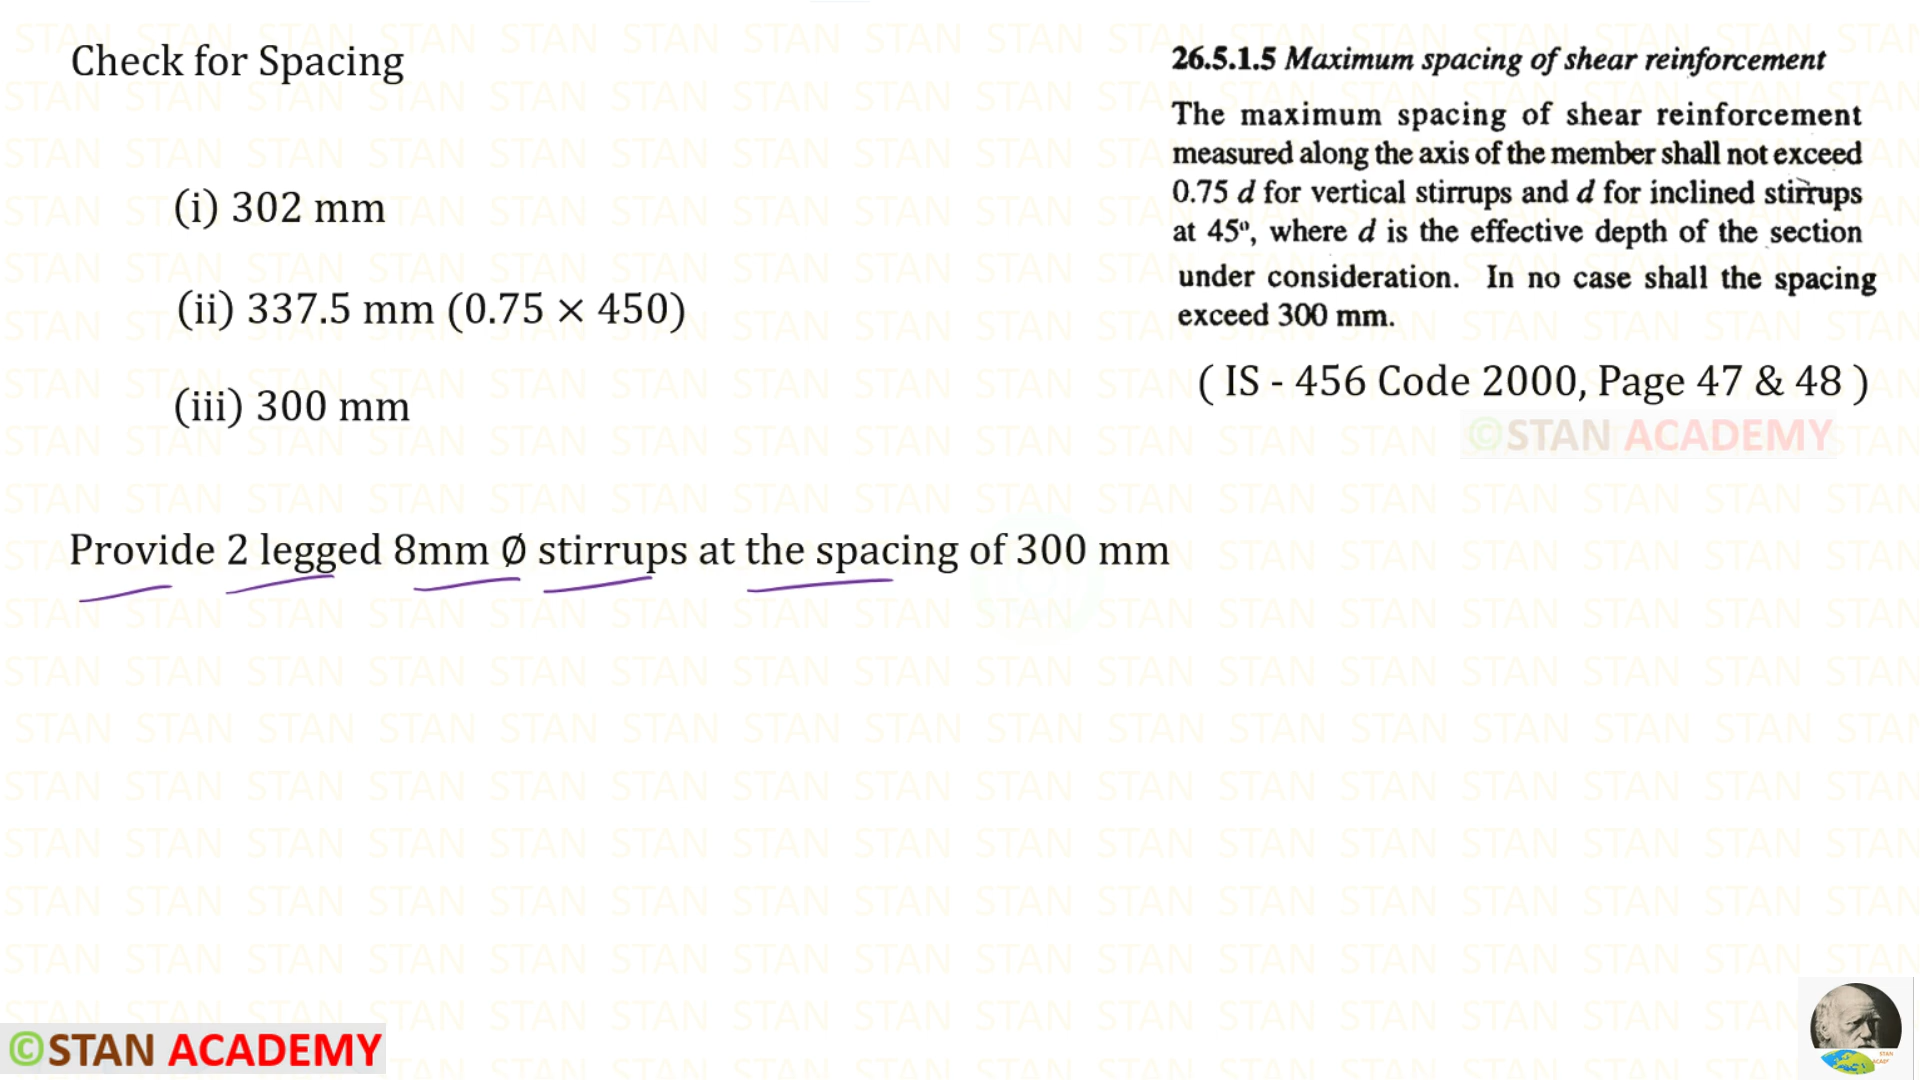 Check for Spacing
(i) 302 mm
(ii) 337.5 mm (0.75 × 450)
(iii) 300 mm
Provide 2 legged 8mm Ø stirrups at the spacing of 300 mm
26.5.1.5 Maximum spacing of shear reinforcement
The maximum spacing of shear reinforcement
measured along the axis of the member shall not exceed
0.75 d for vertical stirrups and d for inclined stirrups
at 45°, where d is the effective depth of the section
under consideration. In no case shall the spacing
exceed 300 mm.
( IS - 456 Code 2000, Page 47 & 48 )
©STAN ACADEMY
©STAN ACADEMY